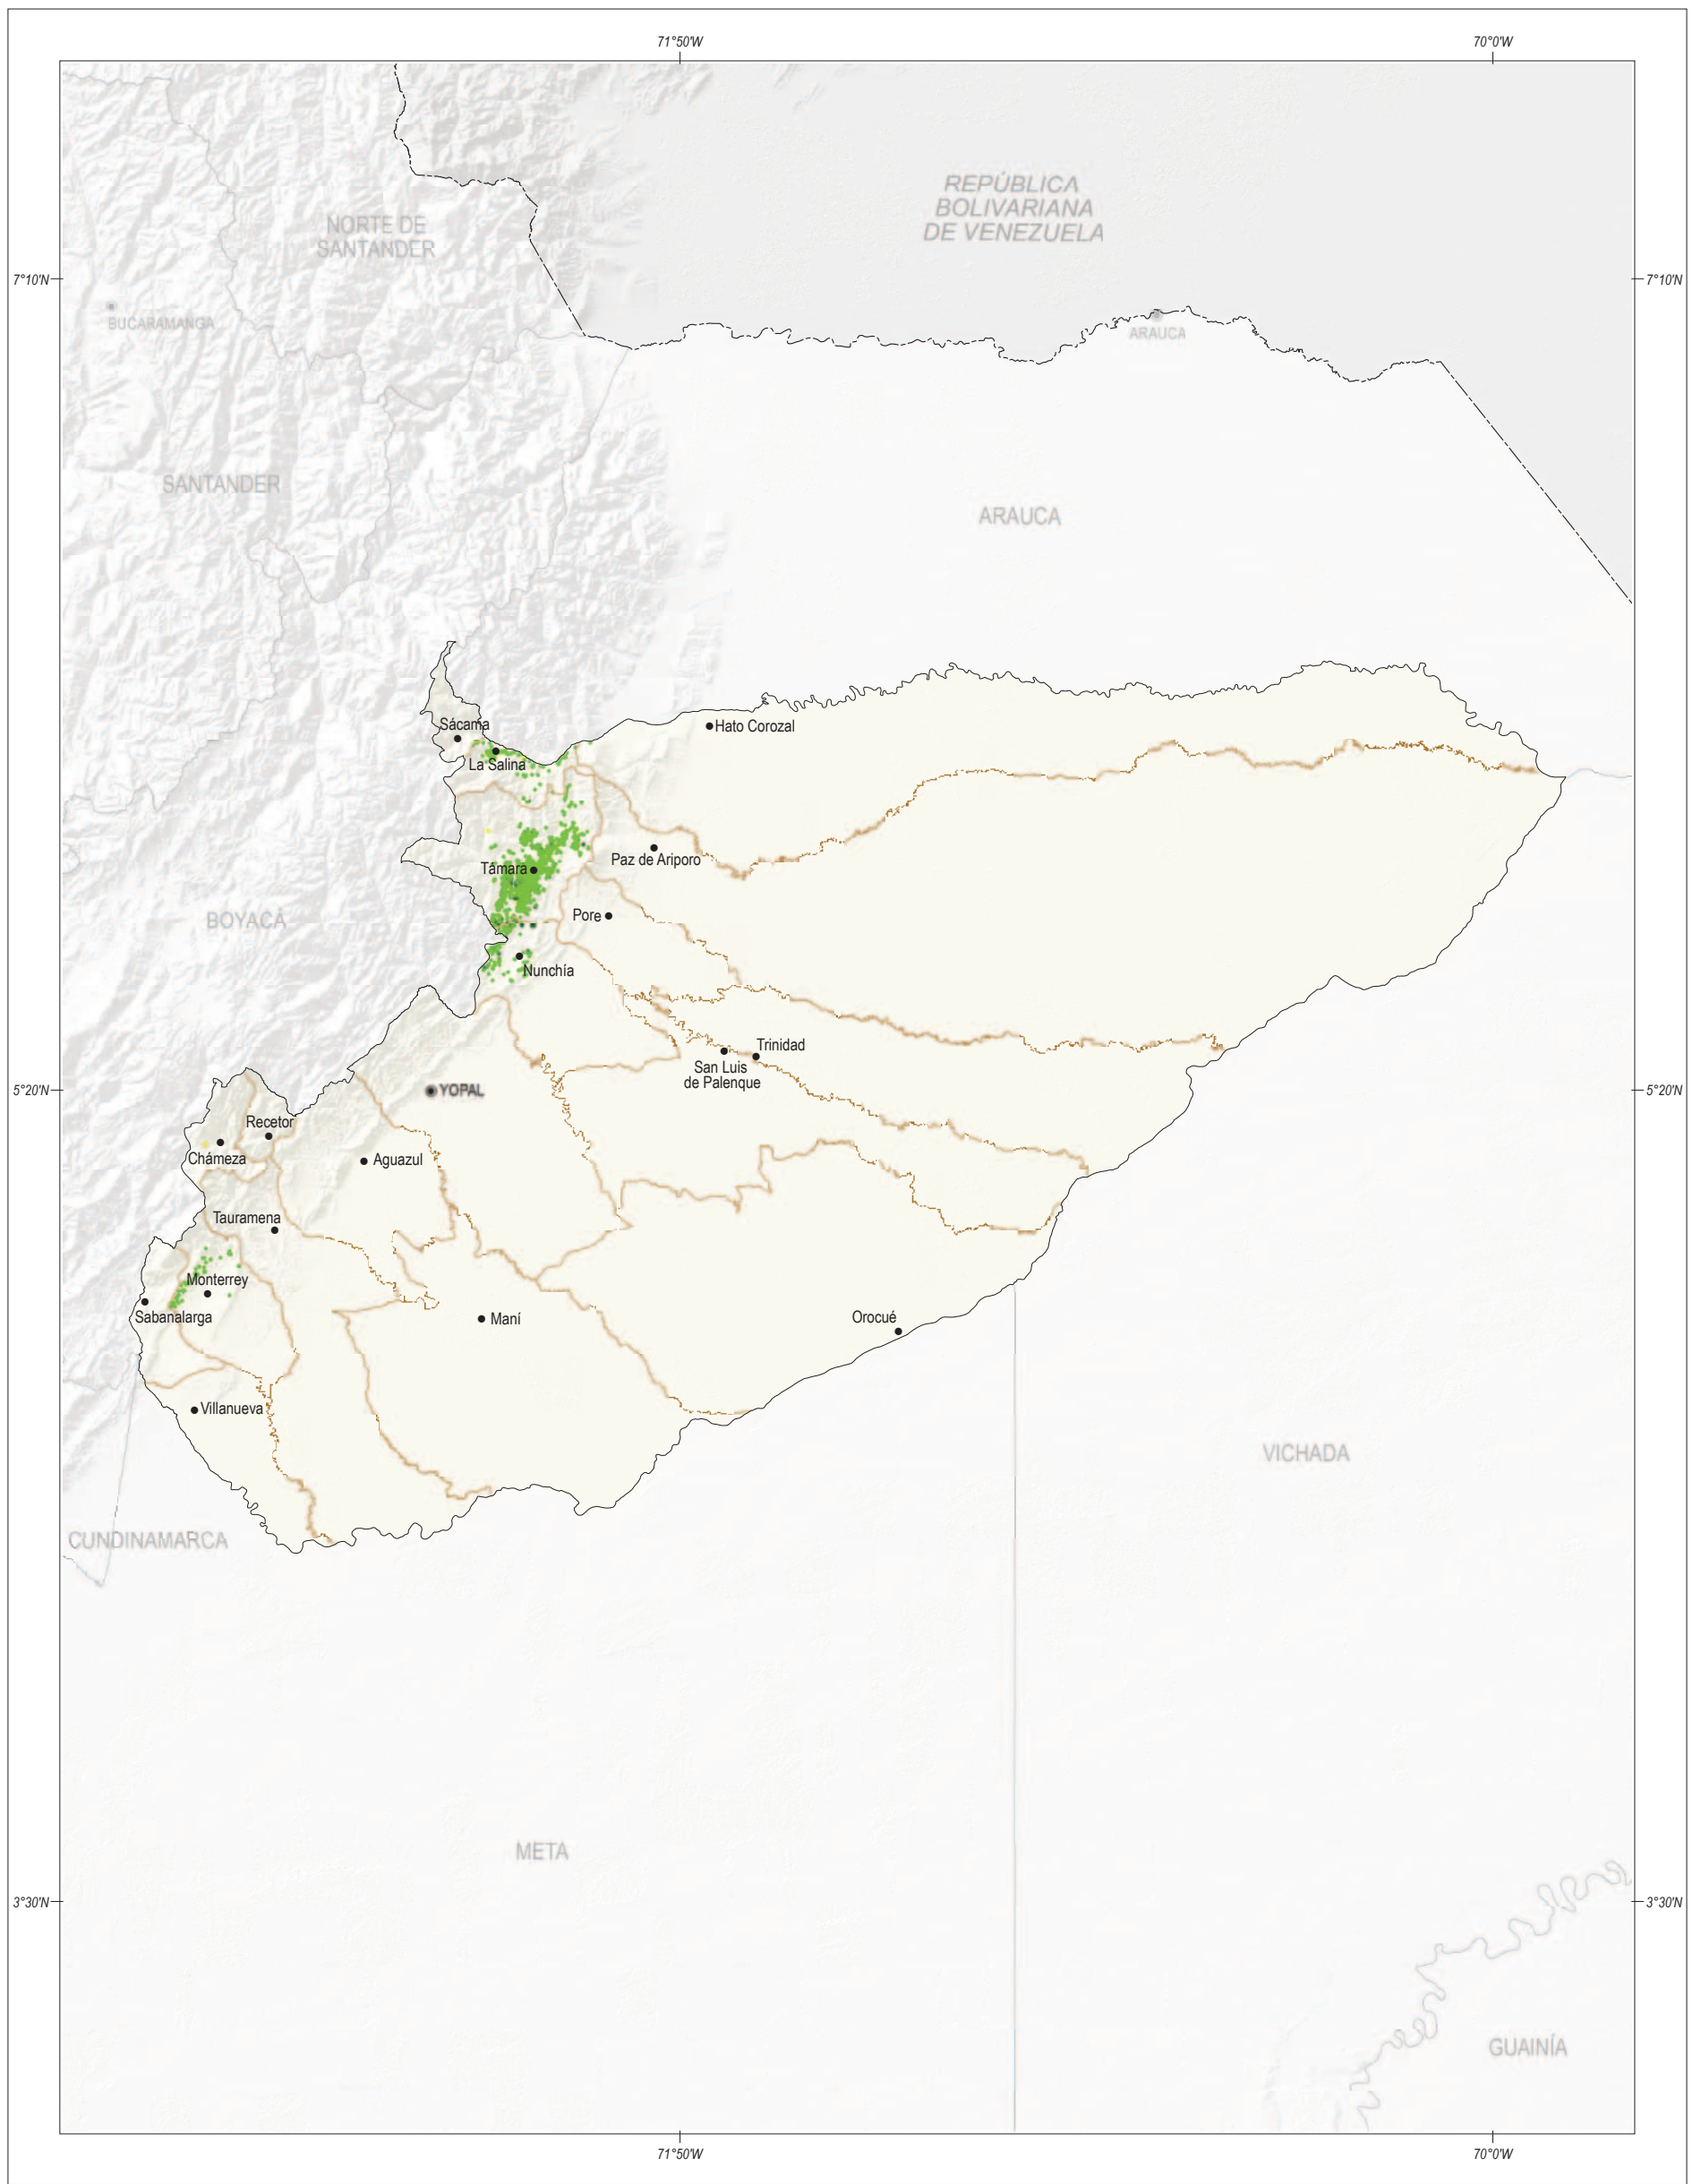 71°50'W
70°0'W
REPÚBLICA
BOLIVARIANA
DE VENEZUELA
NORTE DE
SANTANDER
7°10'N
7°10'N
BUCARAMANGA
ARAUCA
SANTANDER
ARAUCA
Sácama
Hato Corozal
La Salina
Paz de Ariporo
Támara
Pore
BOYACÁ
Nunchía
Trinidad
San Luis
de Palenque
5°20'N
YOPAL
5°20'N
Recetor
Chámeza
Aguazul
Tauramena
Monterrey
Sabanalarga
Maní
Orocué
Villanueva
VICHADA
CUNDINAMARCA
META
3°30'N
3°30'N
GUAINÍA
71°50'W
70°0'W